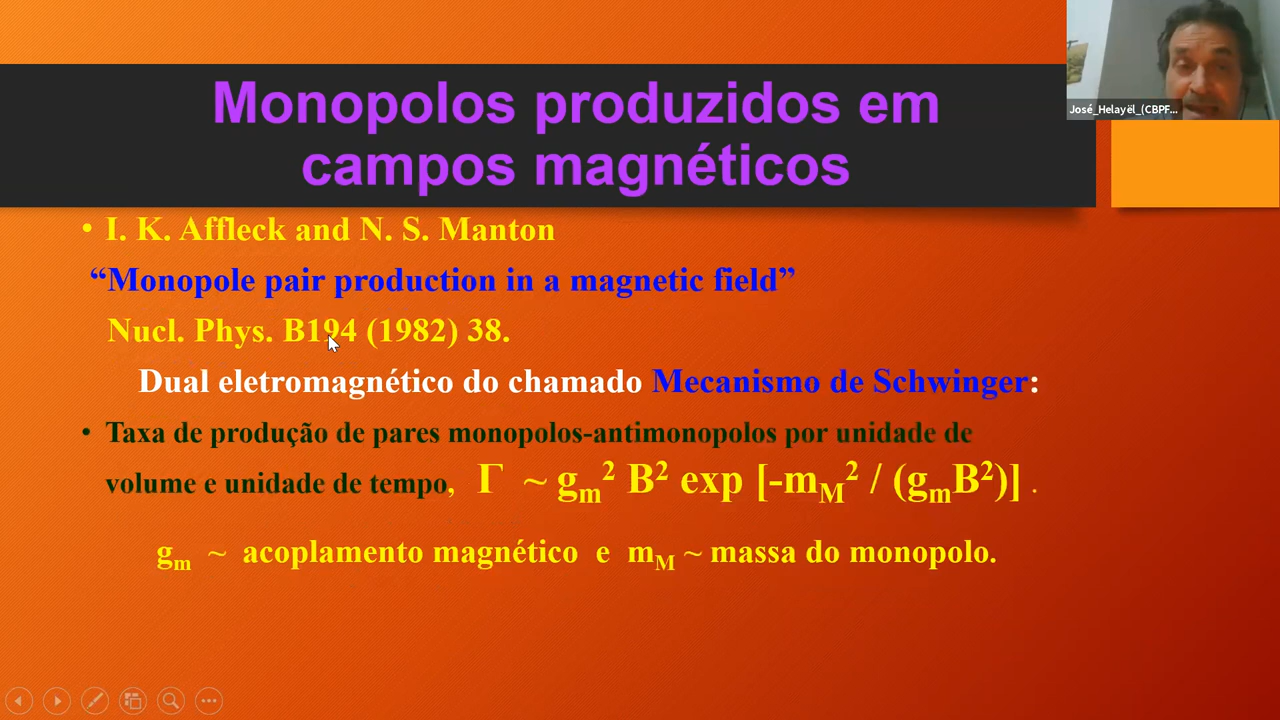 Monopolos produzidos em
campos magnéticos
José_Helayël_(CBPF...
• I. K. Affleck and N. S. Manton
“Monopole pair production in a magnetic field”
Nucl. Phys. B194 (1982) 38.
Dual eletromagnético do chamado Mecanismo de Schwinger:
• Taxa de produção de pares monopolos-antimonopolos por unidade de
volume e unidade de tempo, Γ ~ gₘ² B² exp [-m_M² / (gₘB²)] .
gₘ ~ acoplamento magnético e m_M ~ massa do monopolo.